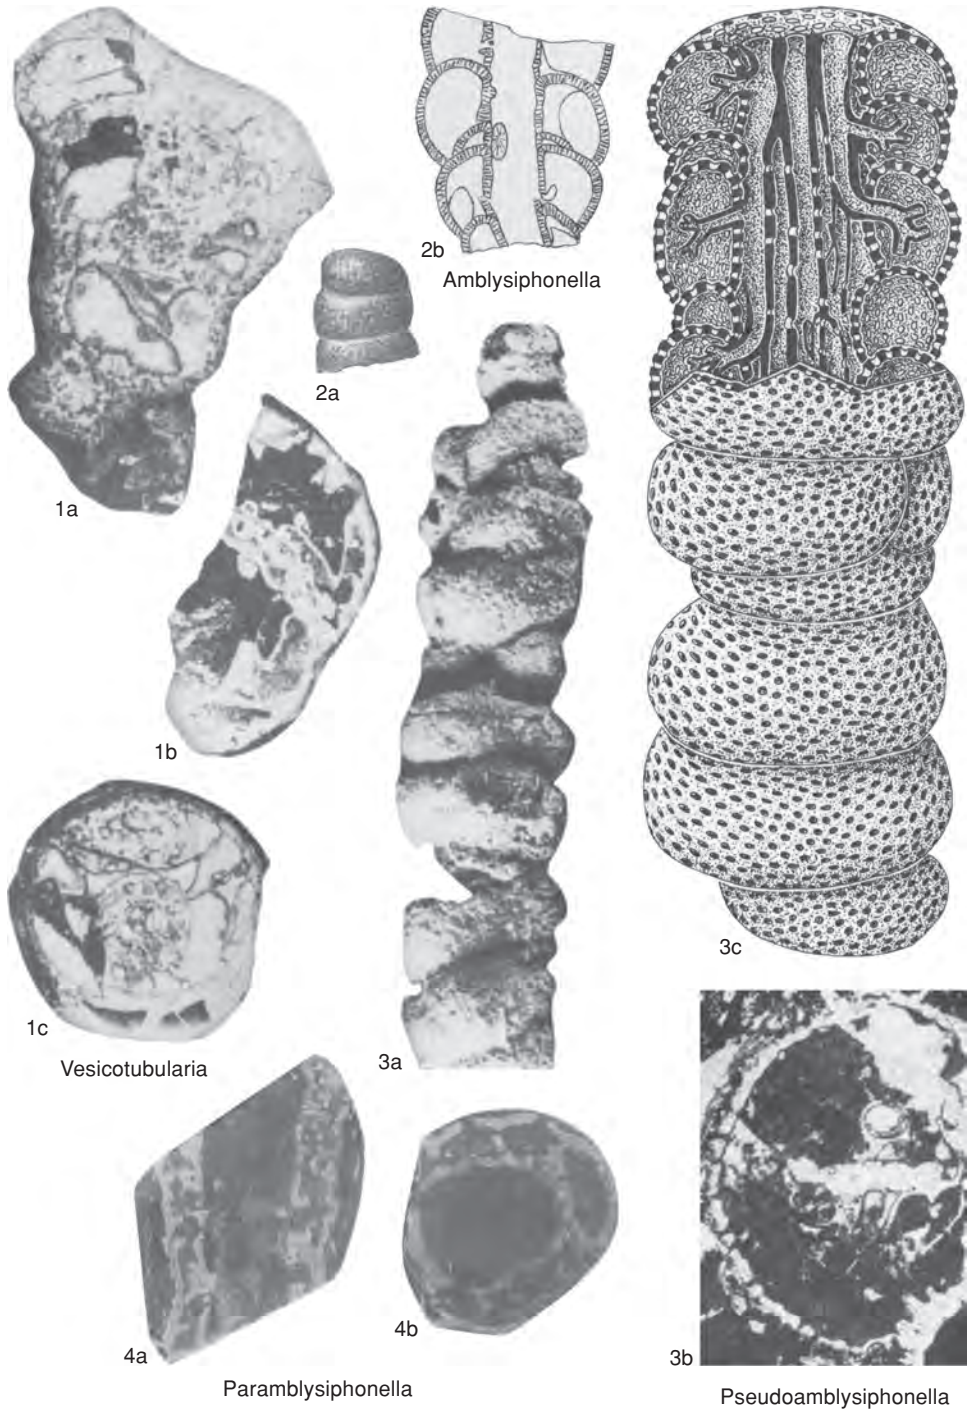 2b
Amblysiphonella
2a
1a
1b
3c
1c
3a
Vesicotubularia
4b
4a
3b
Paramblysiphonella
Pseudoamblysiphonella